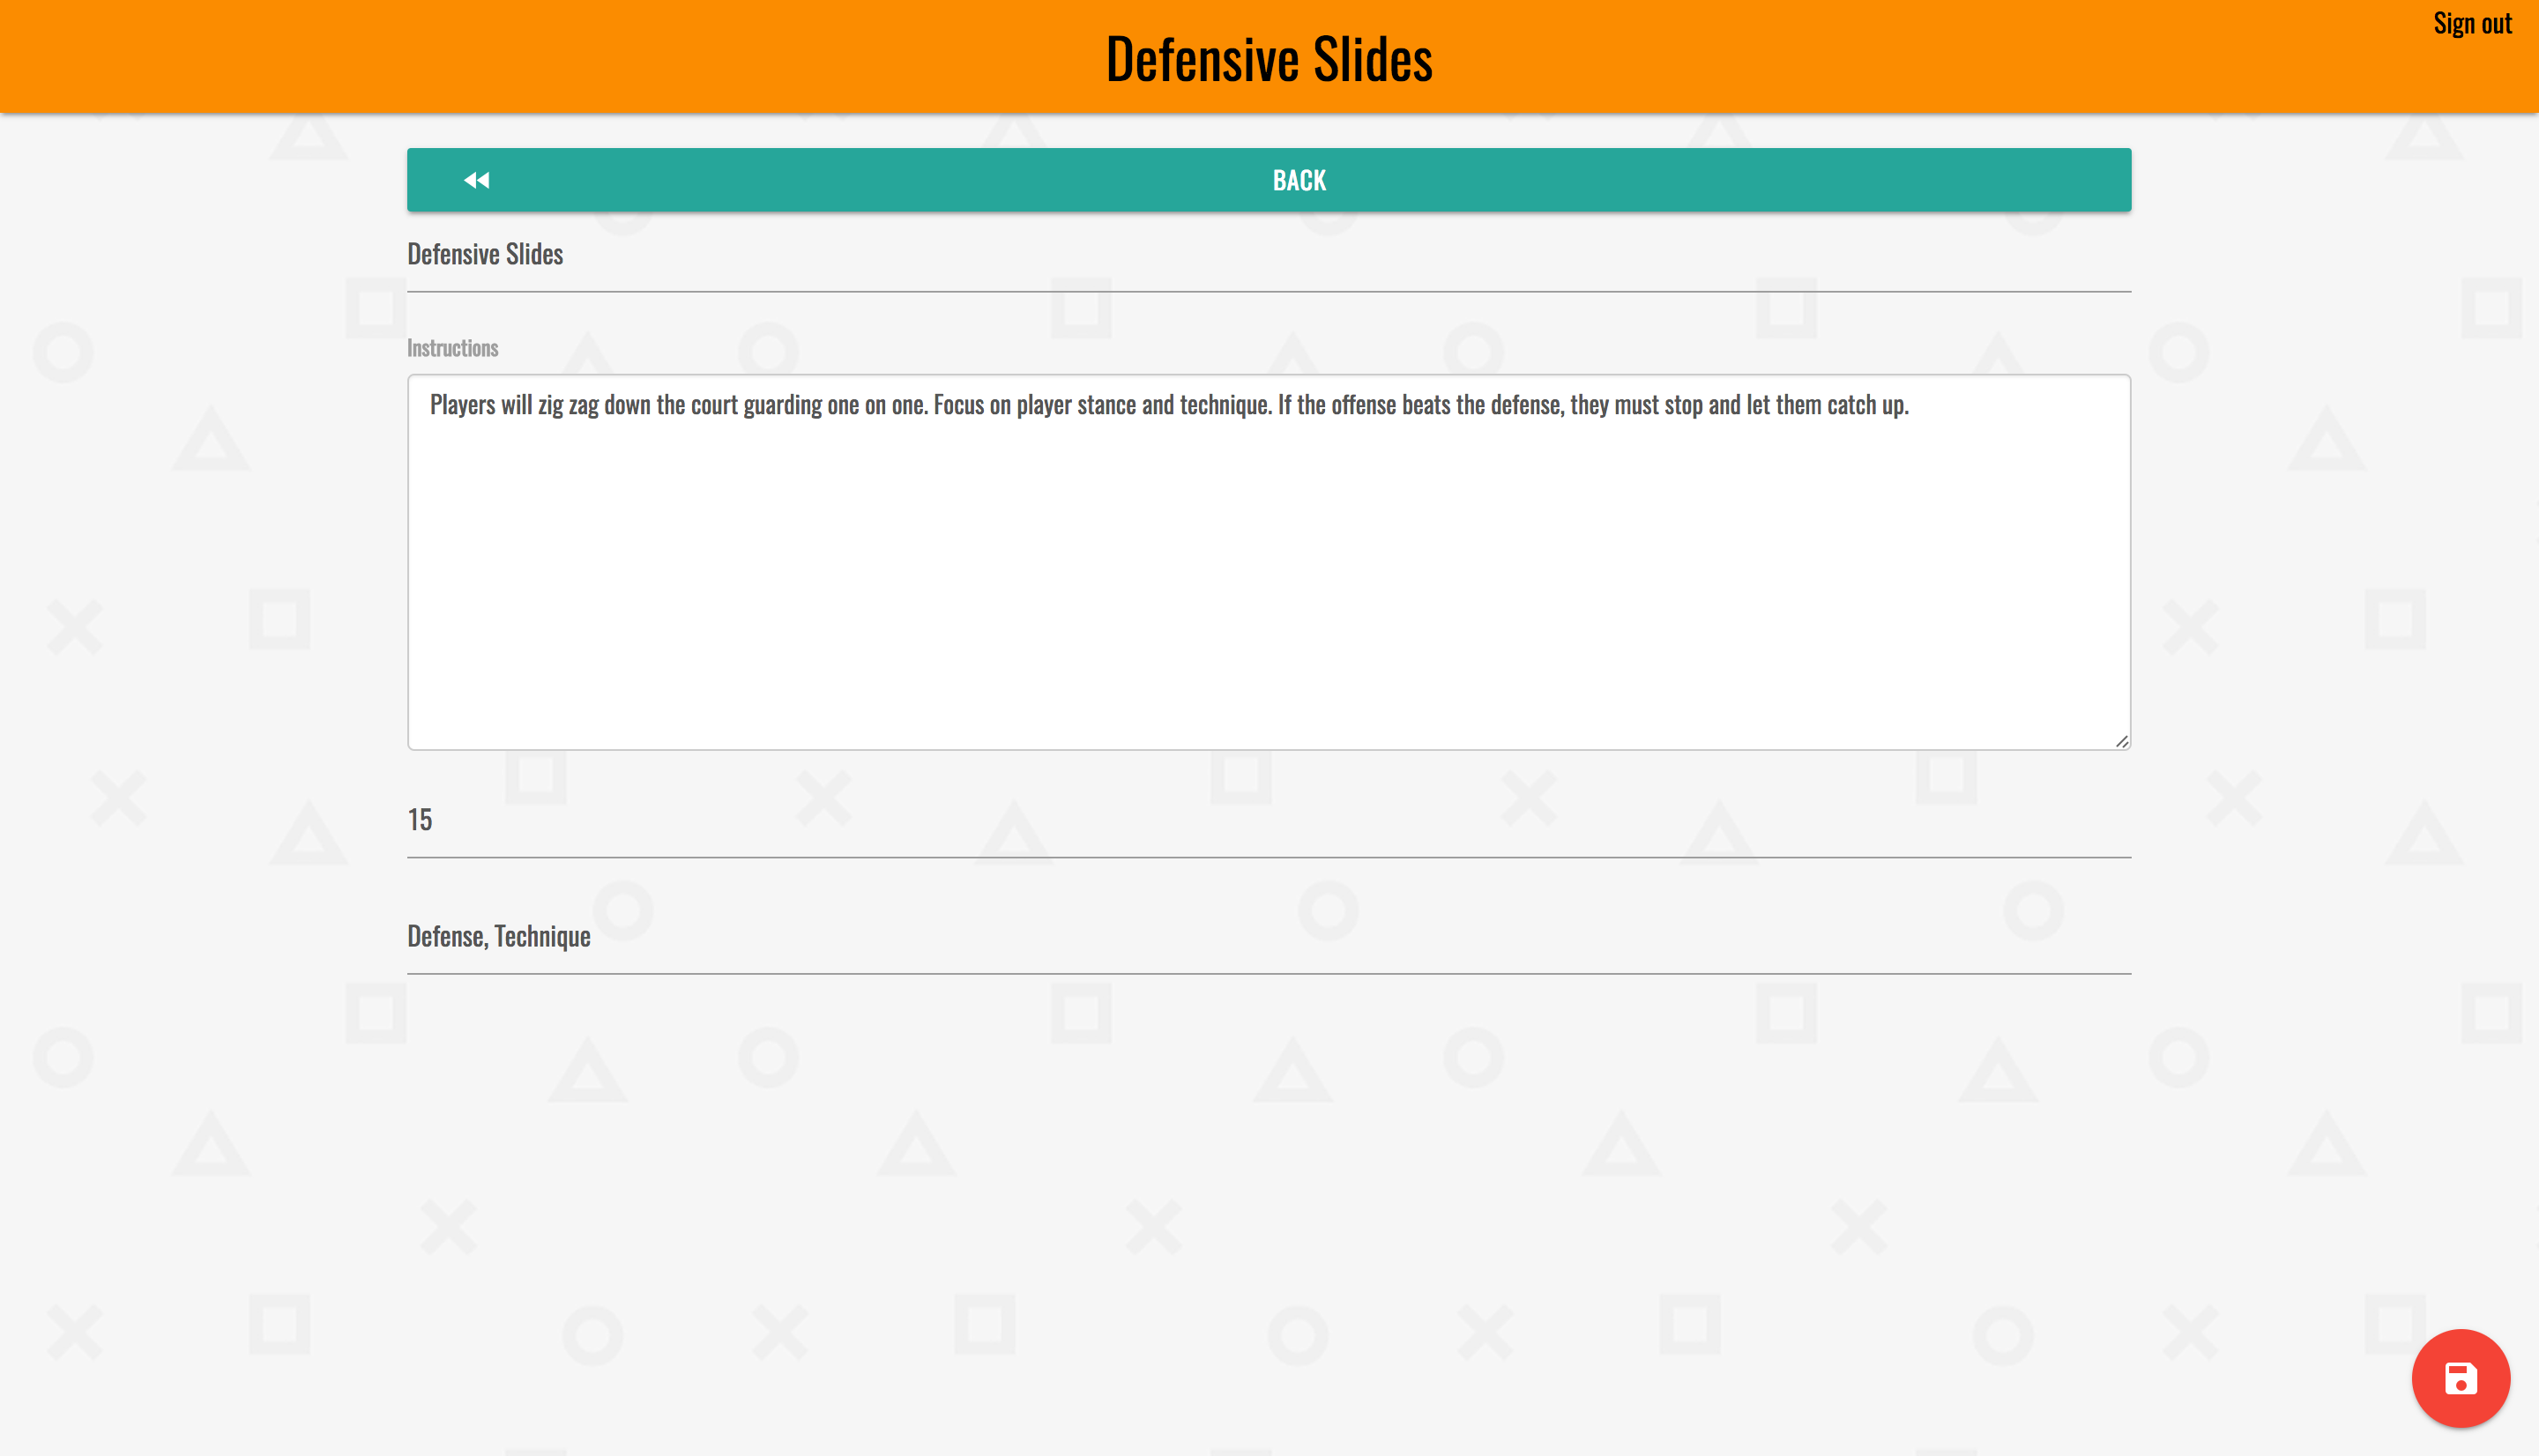 Sign out
Defensive Slides
BACK
Defensive Slides
Instructions
Players will zig zag down the court guarding one on one. Focus on player stance and technique. If the offense beats the defense, they must stop and let them catch up.
15
Defense, Technique